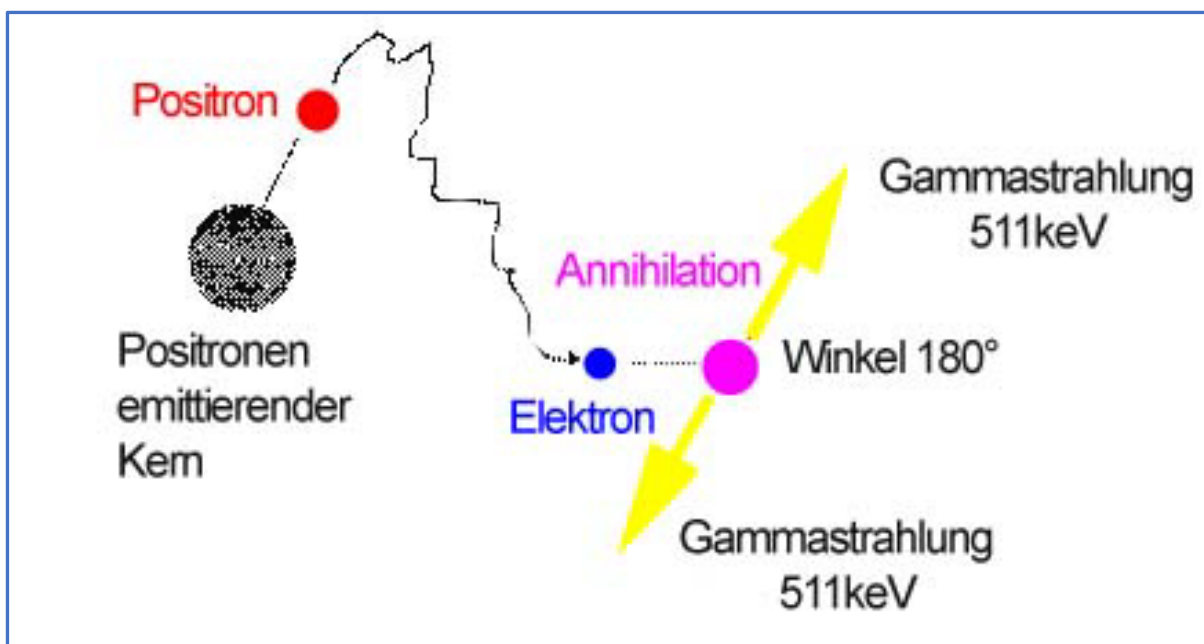 Positron
Gammastrahlung
511keV
Annihilation
Winkel 180°
Positronen
emittierender
Kern
Elektron
Gammastrahlung
511keV